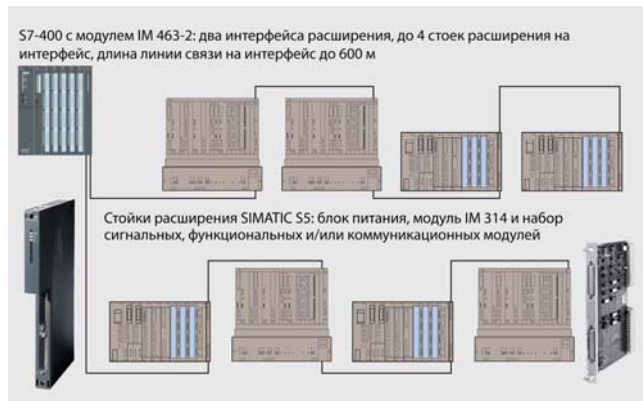 S7-400 с модулем IM 463-2: два интерфейса расширения, до 4 стоек расширения на
интерфейс, длина линии связи на интерфейс до 600 м
Стойки расширения SIMATIC S5: блок питания, модуль IM 314 и набор
сигнальных, функциональных и/или коммуникационных модулей